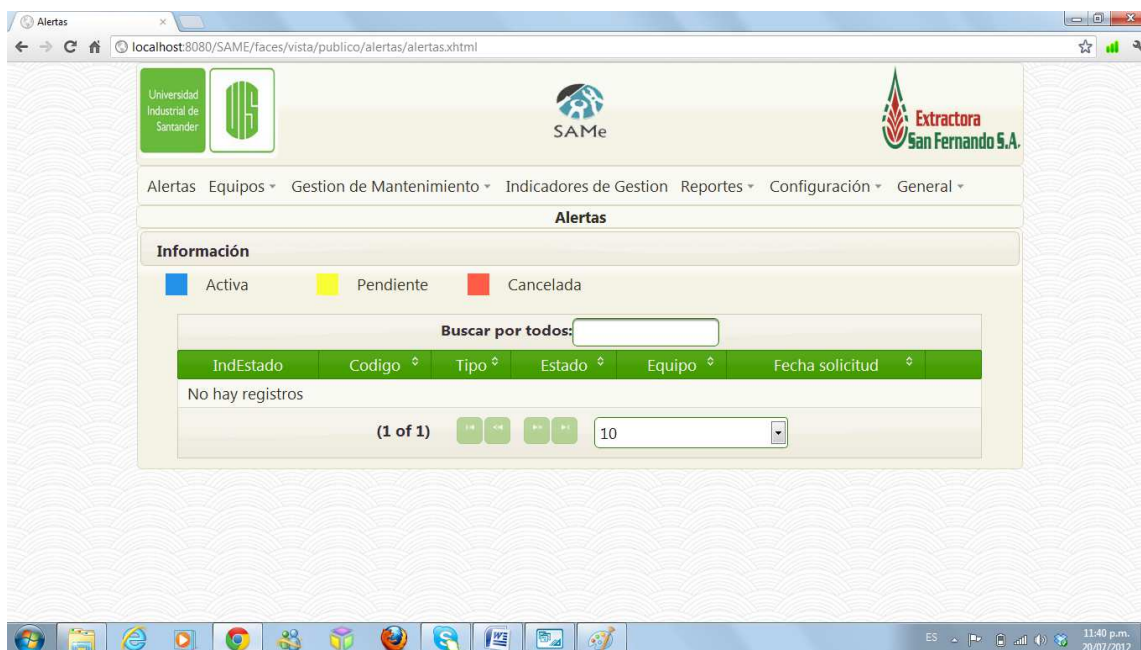 Alertas
localhost:8080/SAME/faces/vista/publico/alertas/alertas.xhtml
Universidad
Industrial de
Santander
SAMe
Extractora
San Fernando S.A.
Alertas Equipos Gestion de Mantenimiento Indicadores de Gestion Reportes Configuración General
Alertas
Información
Activa Pendiente Cancelada
Buscar por todos:
IndEstado Codigo Tipo Estado Equipo Fecha solicitud
No hay registros
(1 of 1) 10
ES 11:40 p.m.
20/07/2012